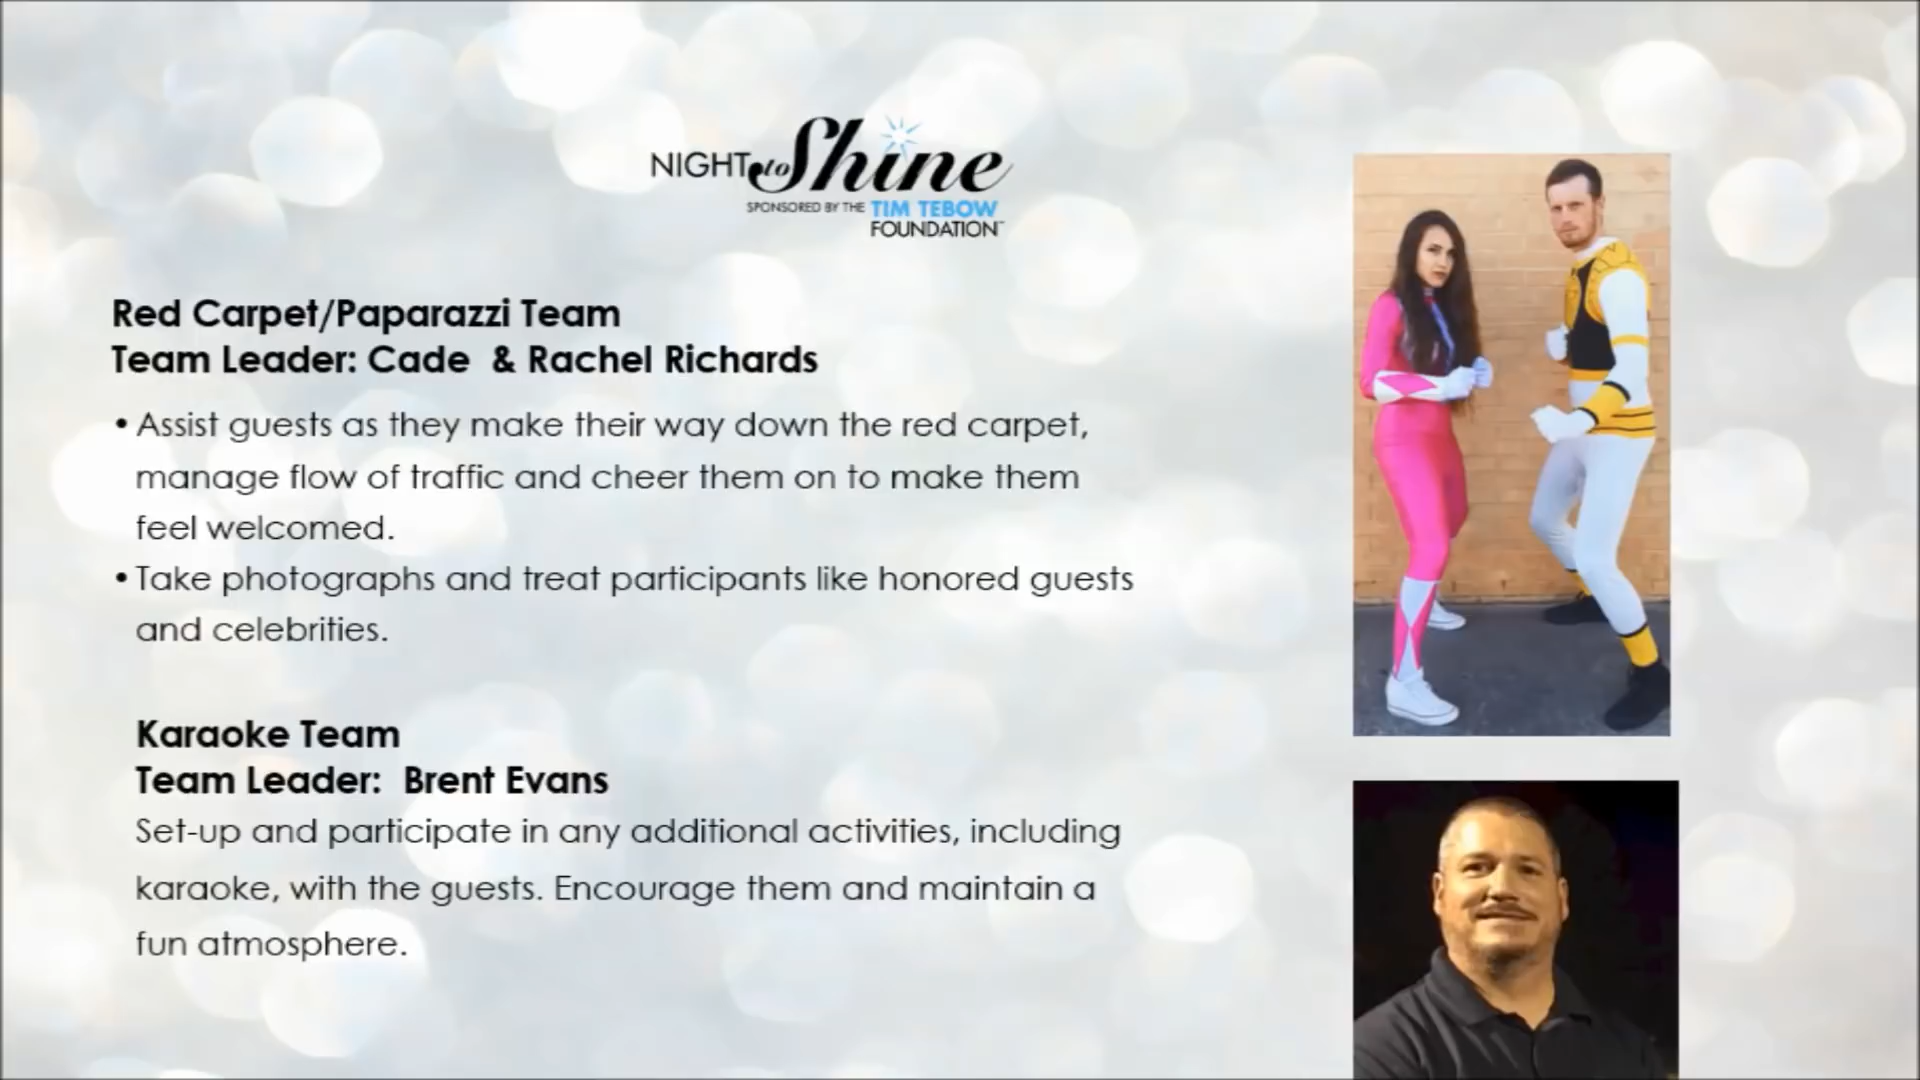 NIGHT to Shine
SPONSORED BY THE TIM TEBOW
FOUNDATION™
Red Carpet/Paparazzi Team
Team Leader: Cade & Rachel Richards
• Assist guests as they make their way down the red carpet,
manage flow of traffic and cheer them on to make them
feel welcomed.
• Take photographs and treat participants like honored guests
and celebrities.
Karaoke Team
Team Leader: Brent Evans
Set-up and participate in any additional activities, including
karaoke, with the guests. Encourage them and maintain a
fun atmosphere.